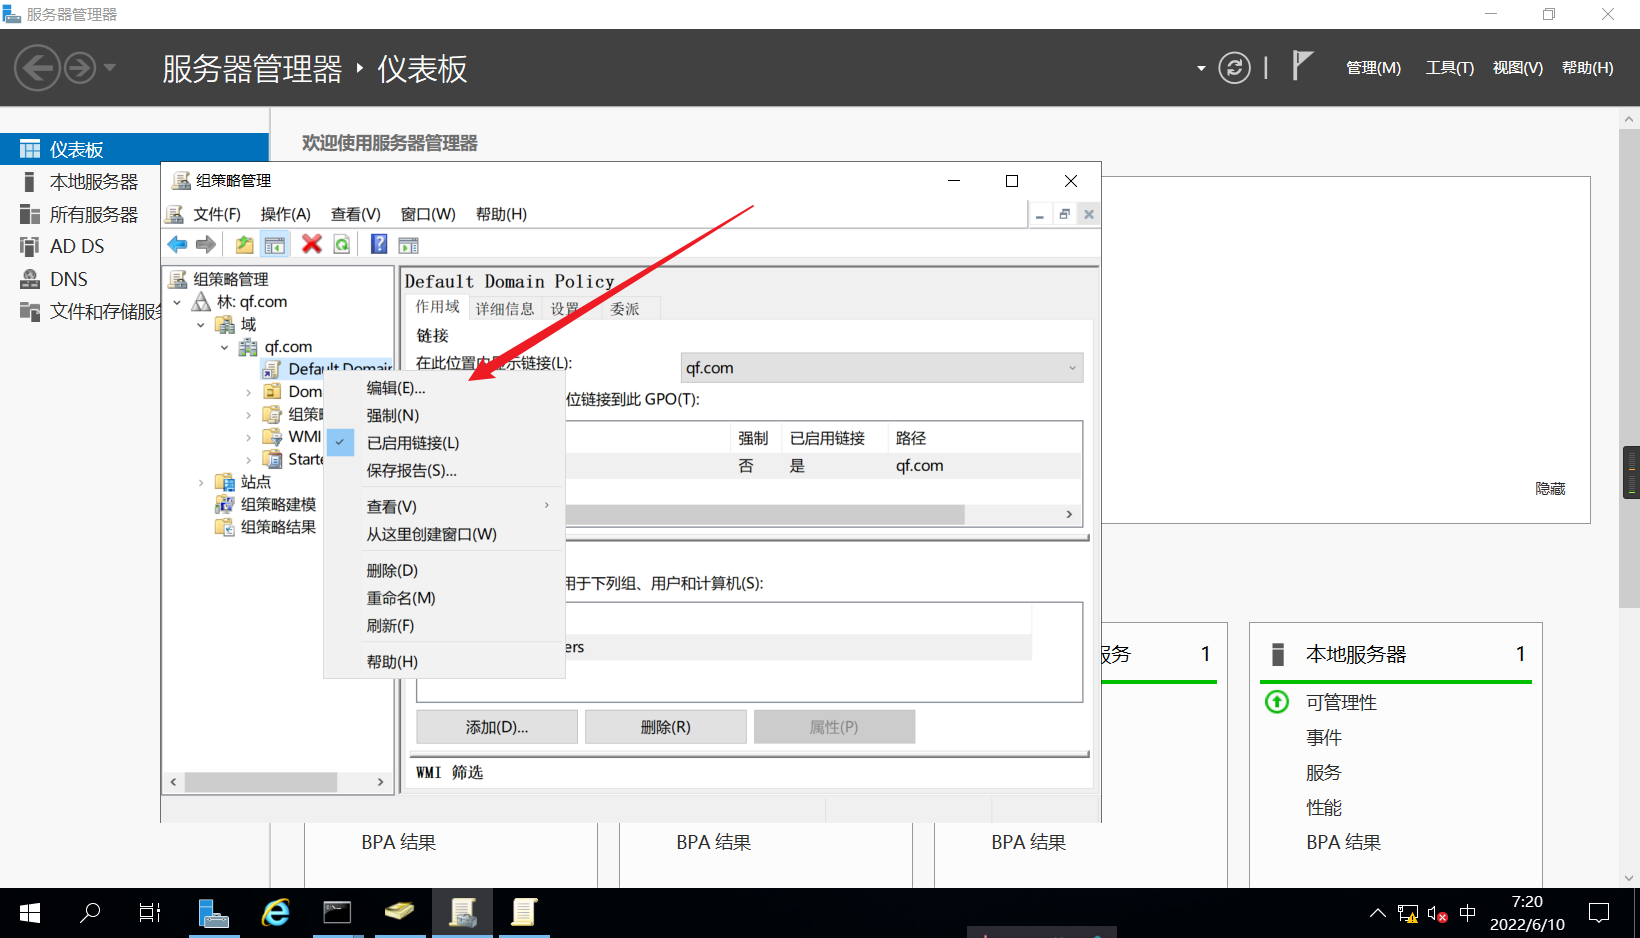 服务器管理器
服务器管理器 ‣ 仪表板
管理(M) 工具(T) 视图(V) 帮助(H)
仪表板
本地服务器
所有服务器
AD DS
DNS
文件和存储服务
欢迎使用服务器管理器
组策略管理
文件(F) 操作(A) 查看(V) 窗口(W) 帮助(H)
组策略管理
林: qf.com
域
qf.com
Default Domain
Dom
组策略
WMI
Starte
站点
组策略建模
组策略结果
Default Domain Policy
作用域 详细信息 设置 委派
链接
在此位置内显示链接(L):
qf.com
位链接到此 GPO(T):
强制 已启用链接 路径
否 是 qf.com
用于下列组、用户和计算机(S):
ers
添加(D)... 删除(R) 属性(P)
WMI 筛选
编辑(E)...
强制(N)
已启用链接(L)
保存报告(S)...
查看(V)
从这里创建窗口(W)
删除(D)
重命名(M)
刷新(F)
帮助(H)
隐藏
服务 1
本地服务器 1
可管理性
事件
服务
性能
BPA 结果 BPA 结果 BPA 结果 BPA 结果
中
7:20
2022/6/10